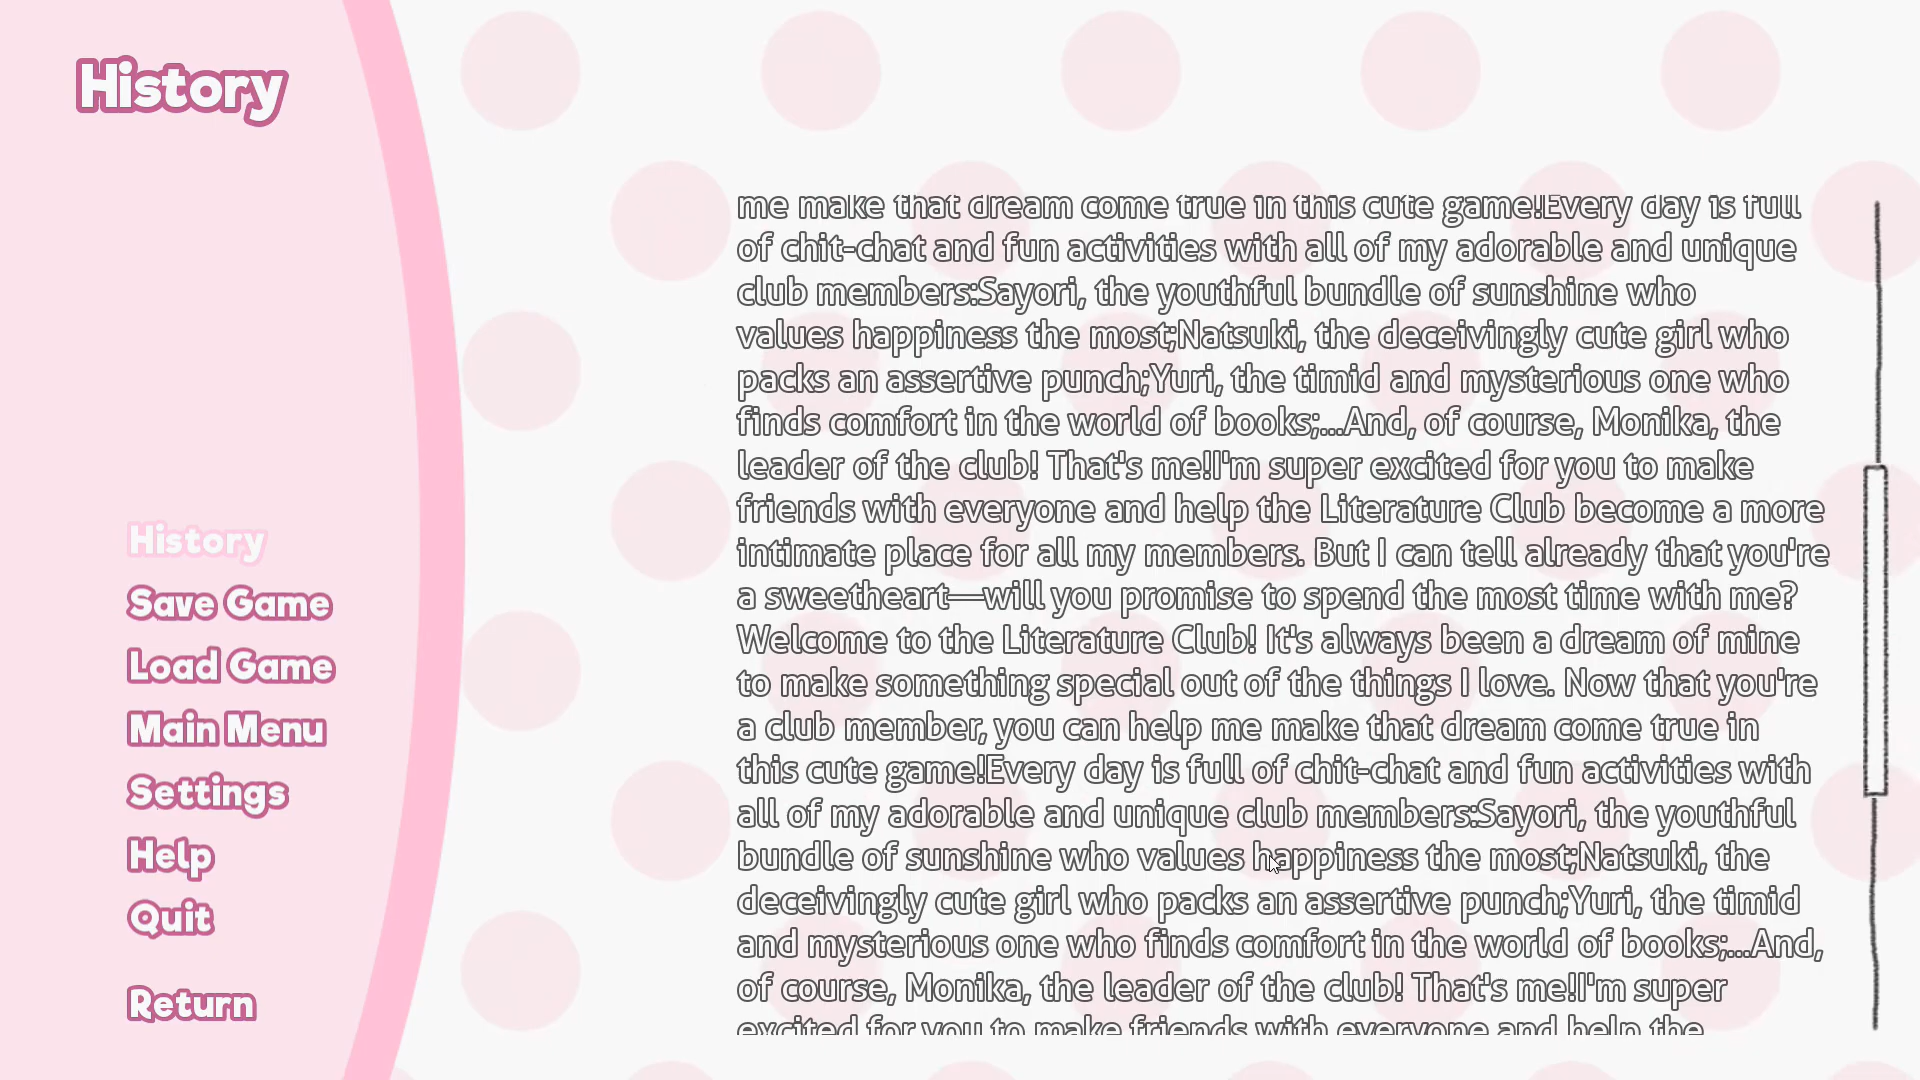 History
History
Save Game
Load Game
Main Menu
Settings
Help
Quit
Return
me make that dream come true in this cute game!Every day is full
of chit-chat and fun activities with all of my adorable and unique
club members:Sayori, the youthful bundle of sunshine who
values happiness the most;Natsuki, the deceivingly cute girl who
packs an assertive punch;Yuri, the timid and mysterious one who
finds comfort in the world of books;...And, of course, Monika, the
leader of the club! That's me!I'm super excited for you to make
friends with everyone and help the Literature Club become a more
intimate place for all my members. But I can tell already that you're
a sweetheart—will you promise to spend the most time with me?
Welcome to the Literature Club! It's always been a dream of mine
to make something special out of the things I love. Now that you're
a club member, you can help me make that dream come true in
this cute game!Every day is full of chit-chat and fun activities with
all of my adorable and unique club members:Sayori, the youthful
bundle of sunshine who values happiness the most;Natsuki, the
deceivingly cute girl who packs an assertive punch;Yuri, the timid
and mysterious one who finds comfort in the world of books;...And,
of course, Monika, the leader of the club! That's me!I'm super
excited for you to make friends with everyone and help the